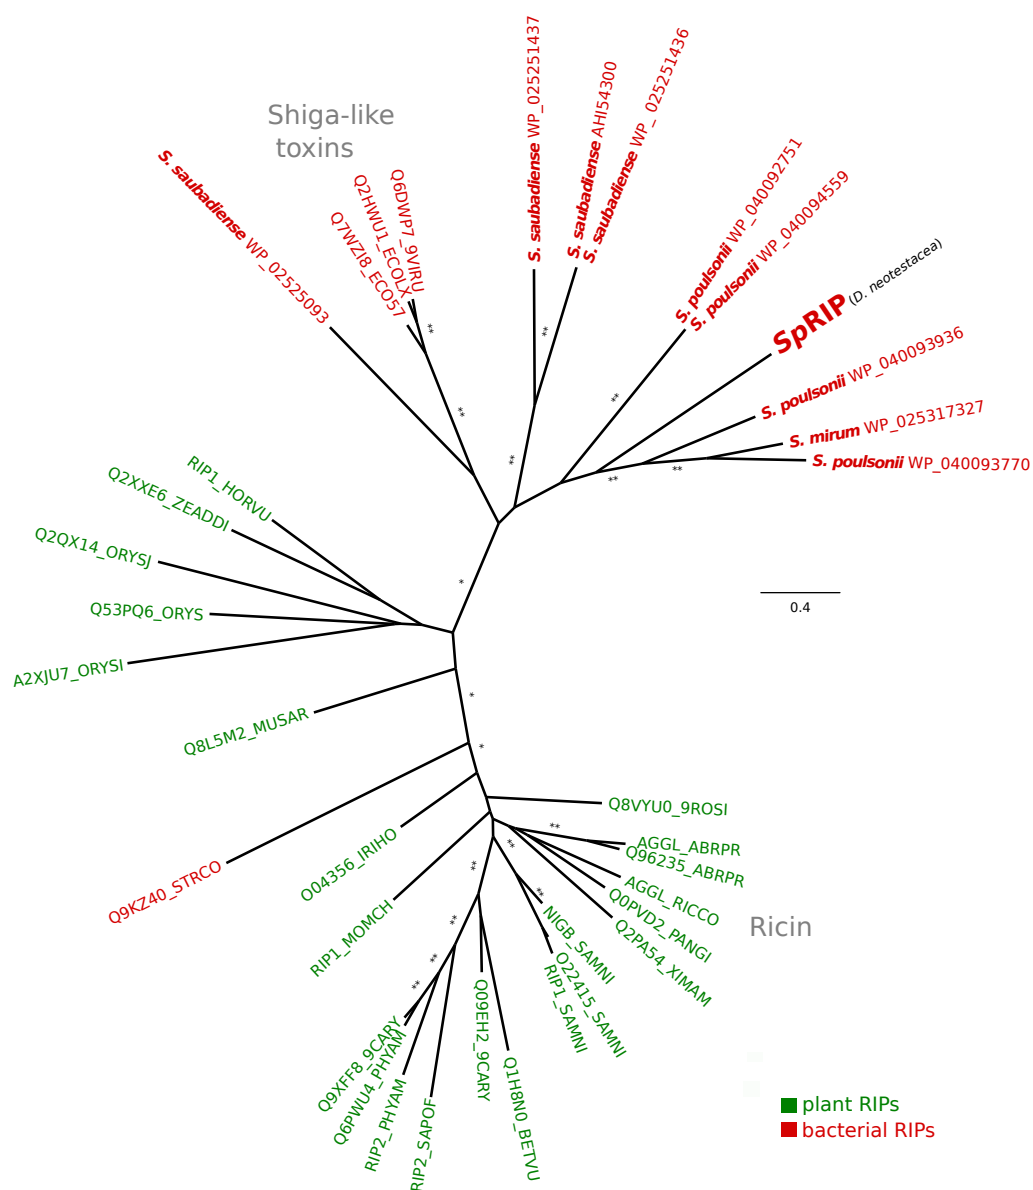 Shiga-like
toxins
S. saubadiense WP_02525093
Q7WZI8_ECO57
Q2HWU1_ECOLX
Q6DWP7_9VIRU
**
**
S. saubadiense WP_025251437
S. saubadiense AHI54300
S. saubadiense WP_ 025251436
**
**
S. poulsonii WP_040092751
S. poulsonii WP_040094559
**
SpRIP (D. neotestacea)
S. poulsonii WP_040093936
S. mirum WP_025317327
S. poulsonii WP_040093770
**
**
RIP1_HORVU
Q2XXE6_ZEADDI
Q2QX14_ORYSJ
Q53PQ6_ORYS
A2XJU7_ORYSI
*
0.4
Q8L5M2_MUSAR
*
*
Q9KZ40_STRCO
O04356_IRIHO
RIP1_MOMCH
Q8VYU0_9ROSI
**
AGGL_ABRPR
Q96235_ABRPR
AGGL_RICCO
Q0PVD2_PANGI
Q2PA54_XIMAM
Ricin
**
**
**
NIGB_SAMNI
O22415_SAMNI
RIP1_SAMNI
**
**
**
Q9XFF8_9CARY
Q6PWU4_PHYAM
RIP2_PHYAM
RIP2_SAPOF
Q09EH2_9CARY
Q1H8N0_BETVU
plant RIPs
bacterial RIPs